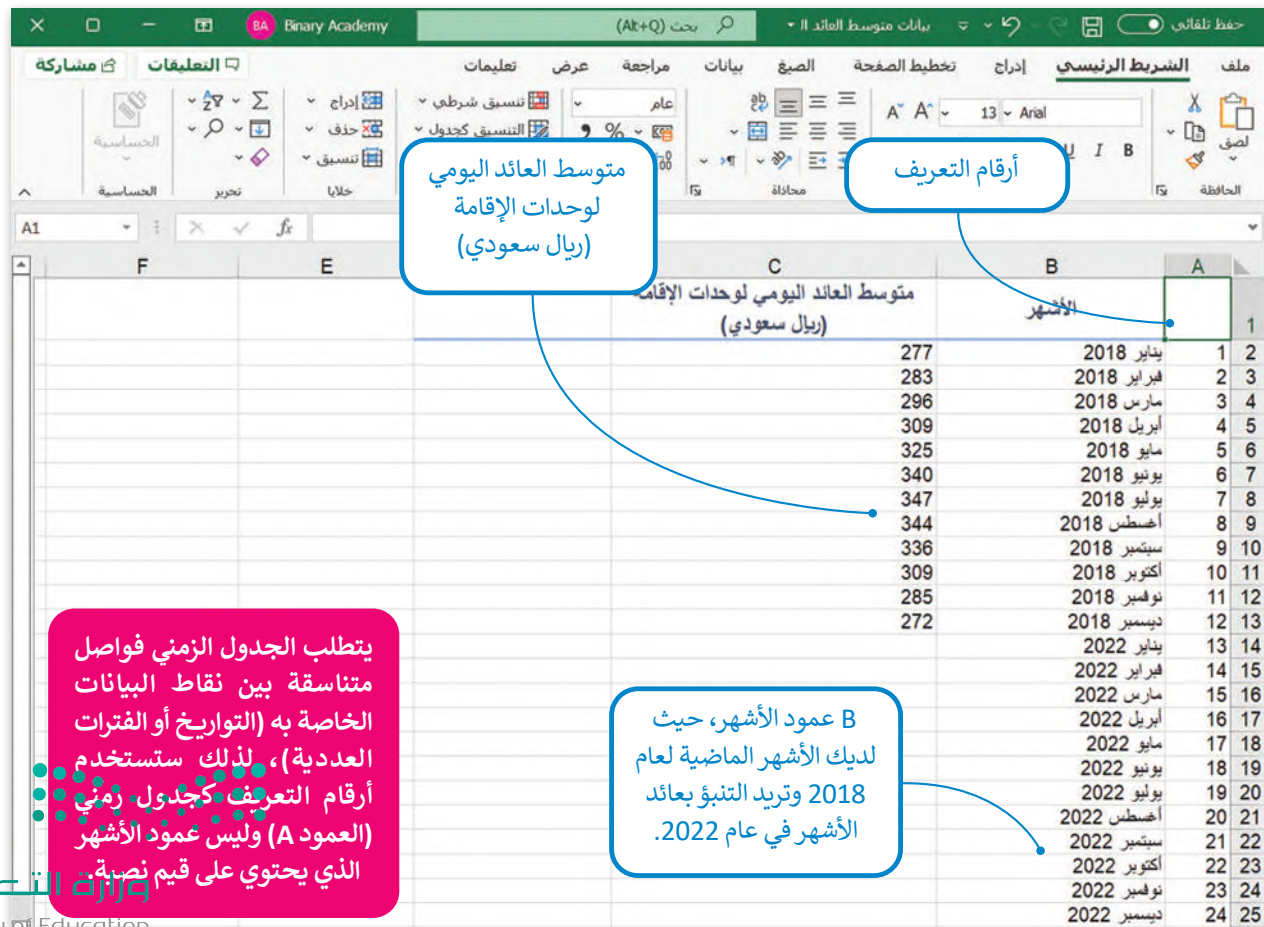 حفظ تلقائي
بيانات متوسط العائد ال
بحث (Alt+Q)
Binary Academy
BA
ملف الشريط الرئيسي إدراج تخطيط الصفحة الصيغ بيانات مراجعة عرض تعليمات
التعليقات
مشاركة
لصق
Arial 13
B I U
عام
تنسيق شرطي
التنسيق كجدول
إدراج
حذف
تنسيق
الحساسية
الحافظة
محاذاة
خلايا
تحرير
الحساسية
A1
fx
A B C E F
أرقام التعريف
متوسط العائد اليومي
لوحدات الإقامة
(ريال سعودي)
1 الأشهر متوسط العائد اليومي لوحدات الإقامة
(ريال سعودي)
2 1 يناير 2018 277
3 2 فبراير 2018 283
4 3 مارس 2018 296
5 4 أبريل 2018 309
6 5 مايو 2018 325
7 6 يونيو 2018 340
8 7 يوليو 2018 347
9 8 أغسطس 2018 344
10 9 سبتمبر 2018 336
11 10 أكتوبر 2018 309
12 11 نوفمبر 2018 285
13 12 ديسمبر 2018 272
14 13 يناير 2022
15 14 فبراير 2022
16 15 مارس 2022
17 16 أبريل 2022
18 17 مايو 2022
19 18 يونيو 2022
20 19 يوليو 2022
21 20 أغسطس 2022
22 21 سبتمبر 2022
23 22 أكتوبر 2022
24 23 نوفمبر 2022
25 24 ديسمبر 2022
B عمود الأشهر، حيث
لديك الأشهر الماضية لعام
2018 وتريد التنبؤ بعائد
الأشهر في عام 2022.
يتطلب الجدول الزمني فواصل
متناسقة بين نقاط البيانات
الخاصة به (التواريخ أو الفترات
العددية)، لذلك ستستخدم
أرقام التعريف كجدول زمني
(العمود A) وليس عمود الأشهر
الذي يحتوي على قيم نصية.
وزارة التـ
Education